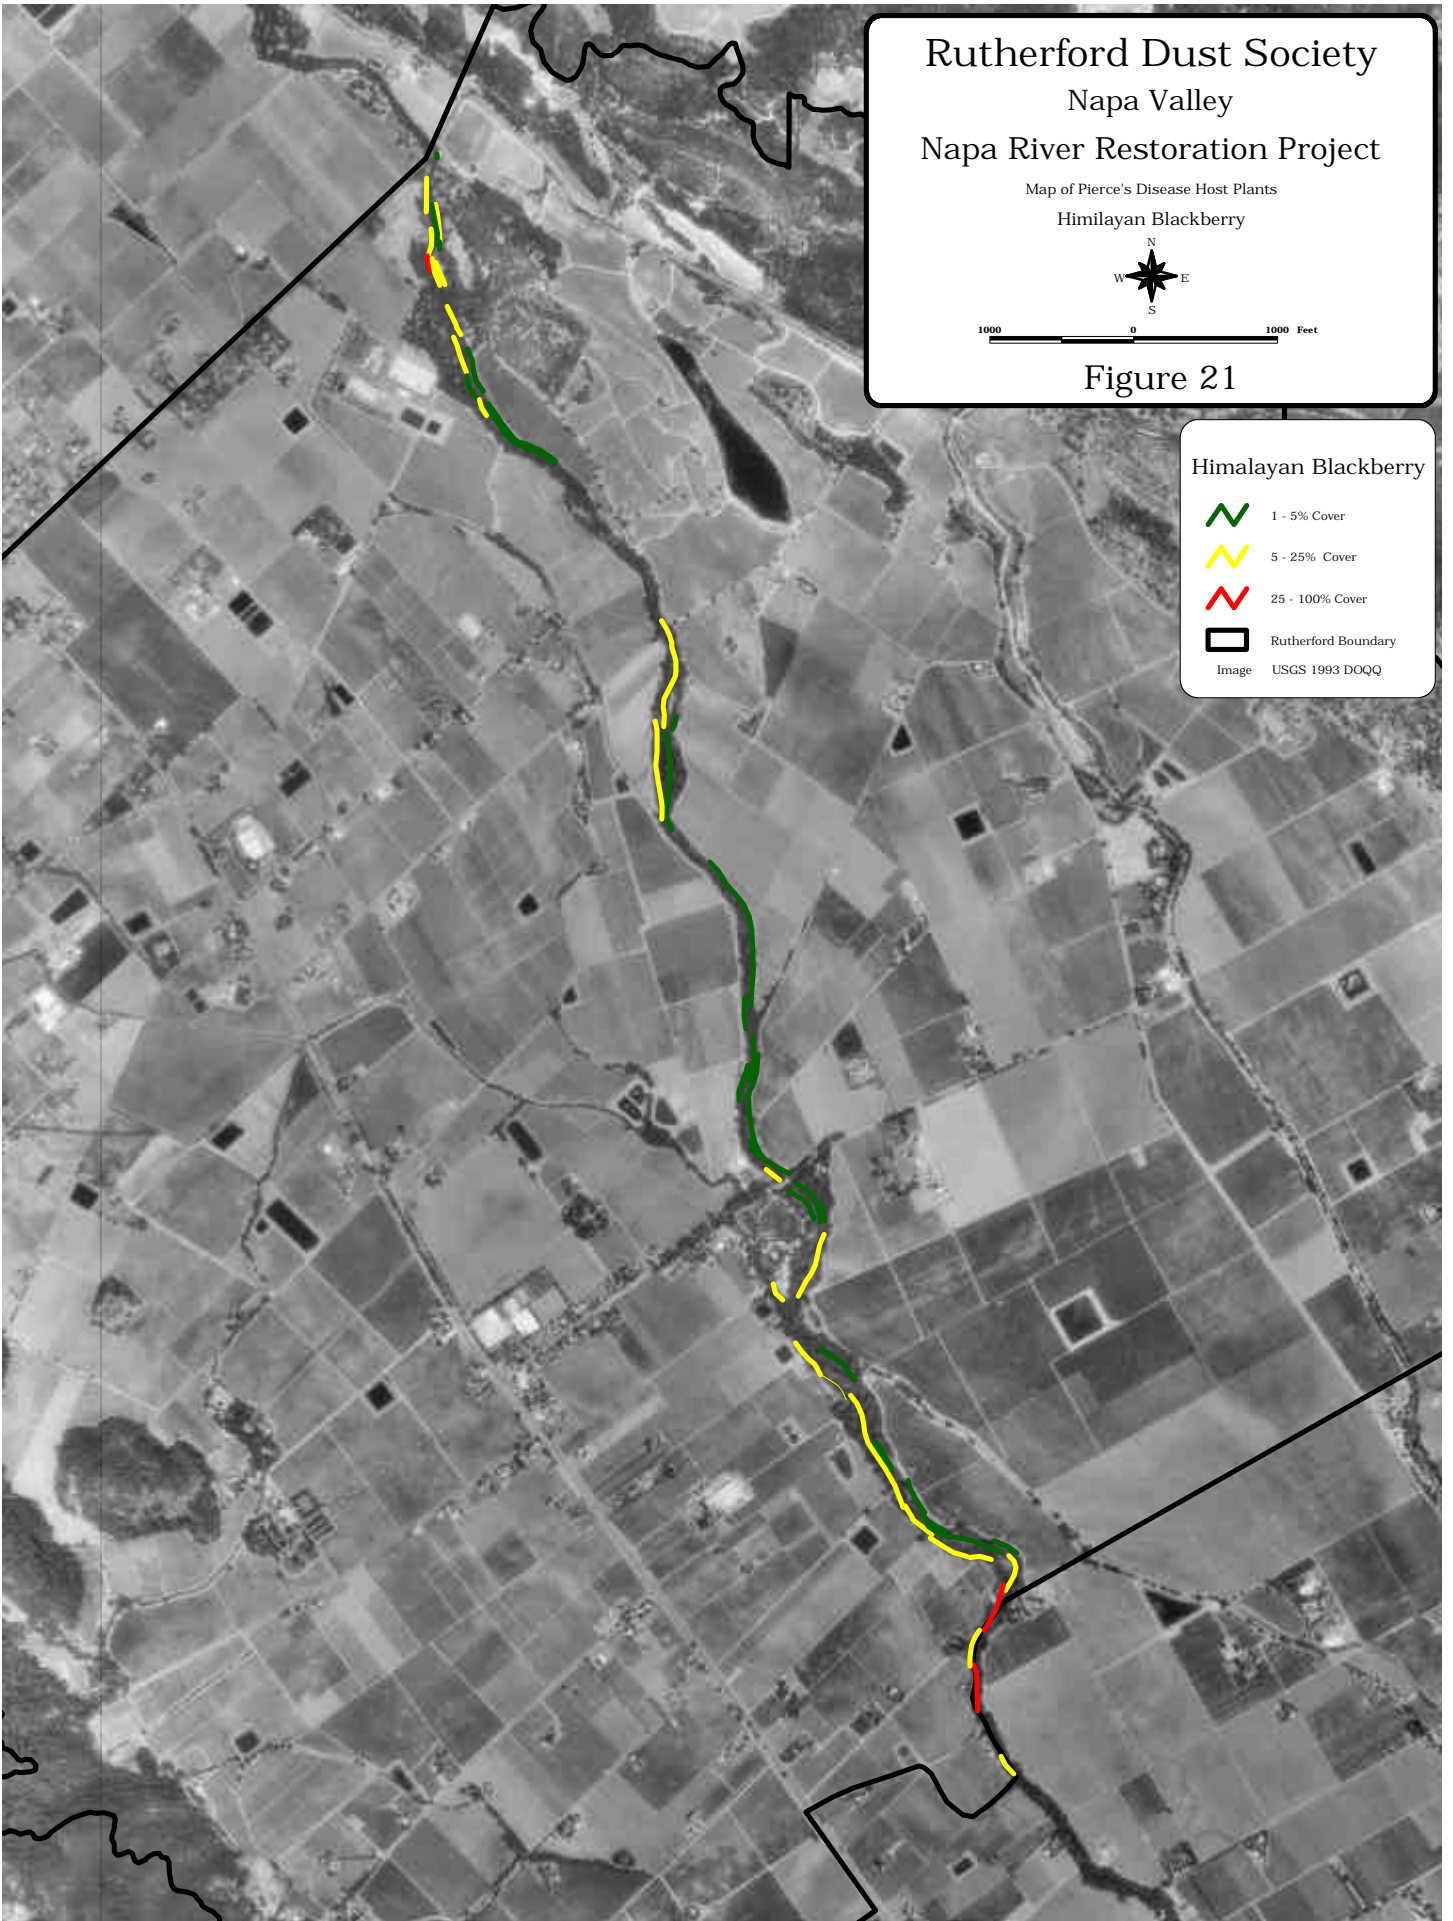 Rutherford Dust Society
Napa Valley
Napa River Restoration Project
Map of Pierce's Disease Host Plants
Himilayan Blackberry
N
W E
S
1000 0 1000 Feet
Figure 21
Himalayan Blackberry
1 - 5% Cover
5 - 25% Cover
25 - 100% Cover
Rutherford Boundary
Image USGS 1993 DOQQ